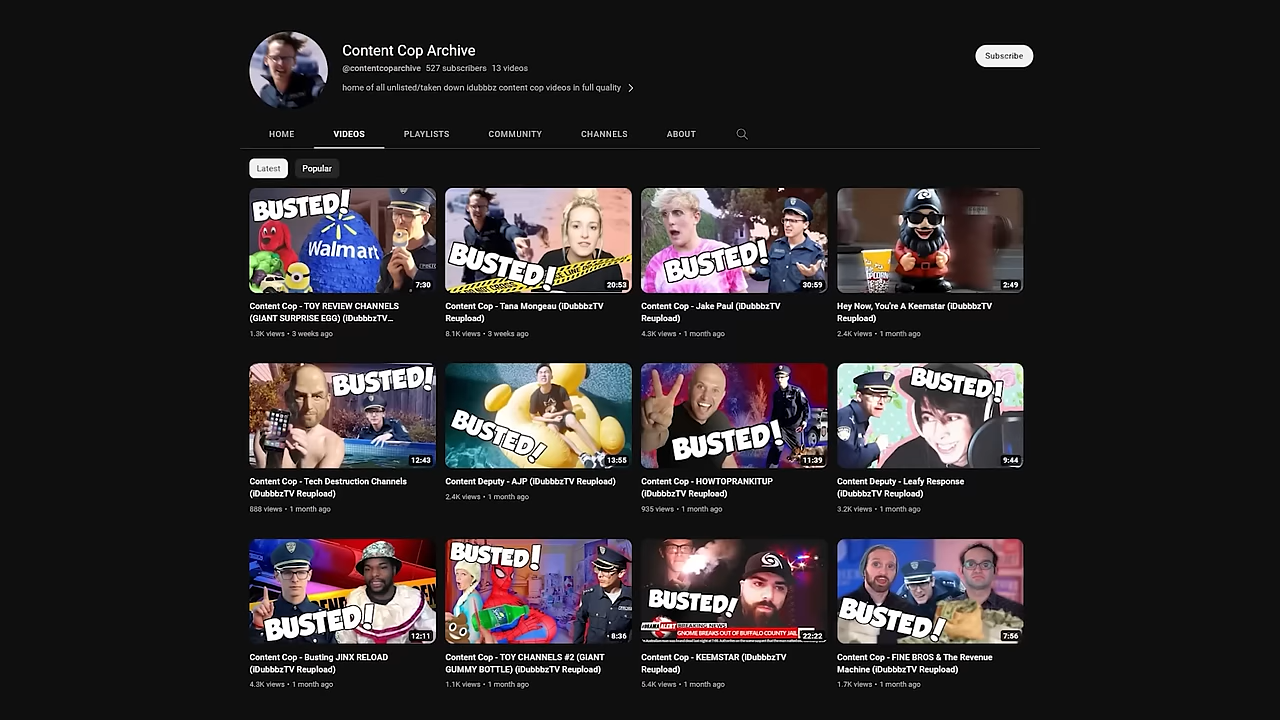 Content Cop Archive
@contentcoparchive 527 subscribers 13 videos
home of all unlisted/taken down idubbbz content cop videos in full quality
Subscribe
HOME VIDEOS PLAYLISTS COMMUNITY CHANNELS ABOUT
Latest Popular
BUSTED!
Walmart
7:30
BUSTED!
20:53
BUSTED!
30:59
2:49
Content Cop - TOY REVIEW CHANNELS
(GIANT SURPRISE EGG) (iDubbbzTV...
1.3K views • 3 weeks ago
Content Cop - Tana Mongeau (iDubbbzTV
Reupload)
8.1K views • 3 weeks ago
Content Cop - Jake Paul (iDubbbzTV
Reupload)
4.3K views • 1 month ago
Hey Now, You're A Keemstar (iDubbbzTV
Reupload)
2.4K views • 1 month ago
BUSTED!
12:43
BUSTED!
13:55
BUSTED!
11:39
BUSTED!
9:44
Content Cop - Tech Destruction Channels
(iDubbbzTV Reupload)
888 views • 1 month ago
Content Deputy - AJP (iDubbbzTV Reupload)
2.4K views • 1 month ago
Content Cop - HOWTOPRANKITUP
(iDubbbzTV Reupload)
935 views • 1 month ago
Content Deputy - Leafy Response
(iDubbbzTV Reupload)
3.2K views • 1 month ago
BUSTED!
12:11
BUSTED!
8:36
BUSTED!
BREAKING NEWS
GNOME BREAKS OUT OF BUFFALO COUNTY JAIL
22:22
BUSTED!
7:56
Content Cop - Busting JINX RELOAD
(iDubbbzTV Reupload)
4.3K views • 1 month ago
Content Cop - TOY CHANNELS #2 (GIANT
GUMMY BOTTLE) (iDubbbzTV Reupload)
1.1K views • 1 month ago
Content Cop - KEEMSTAR (iDubbbzTV
Reupload)
5.4K views • 1 month ago
Content Cop - FINE BROS & The Revenue
Machine (iDubbbzTV Reupload)
1.7K views • 1 month ago